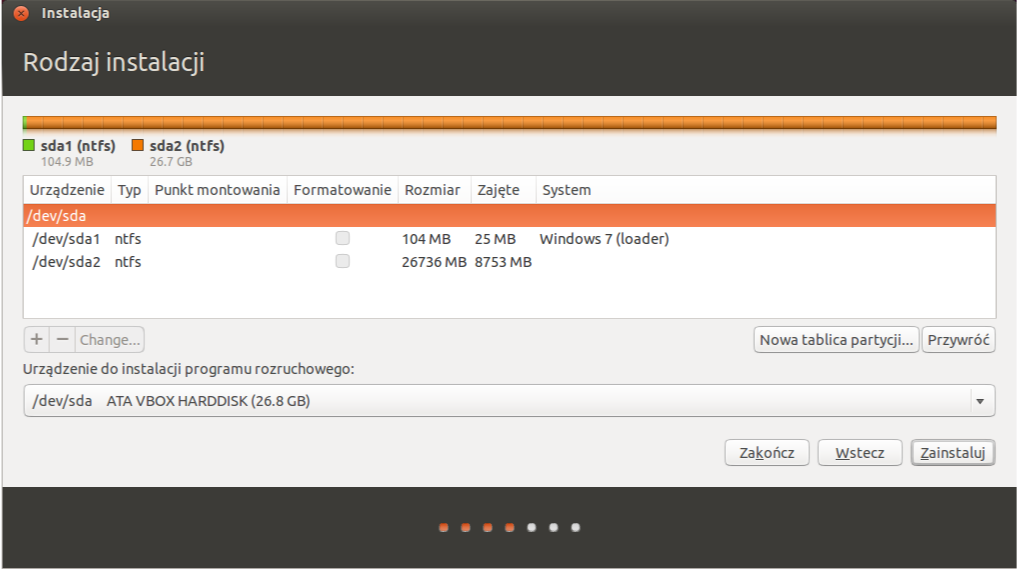 Instalacja
Rodzaj instalacji
sda1 (ntfs) sda2 (ntfs)
104.9 MB 26.7 GB
Urządzenie Typ Punkt montowania Formatowanie Rozmiar Zajęte System
/dev/sda
/dev/sda1 ntfs 104 MB 25 MB Windows 7 (loader)
/dev/sda2 ntfs 26736 MB 8753 MB
+ − Change... Nowa tablica partycji... Przywróć
Urządzenie do instalacji programu rozruchowego:
/dev/sda ATA VBOX HARDDISK (26.8 GB)
Zakończ Wstecz Zainstaluj